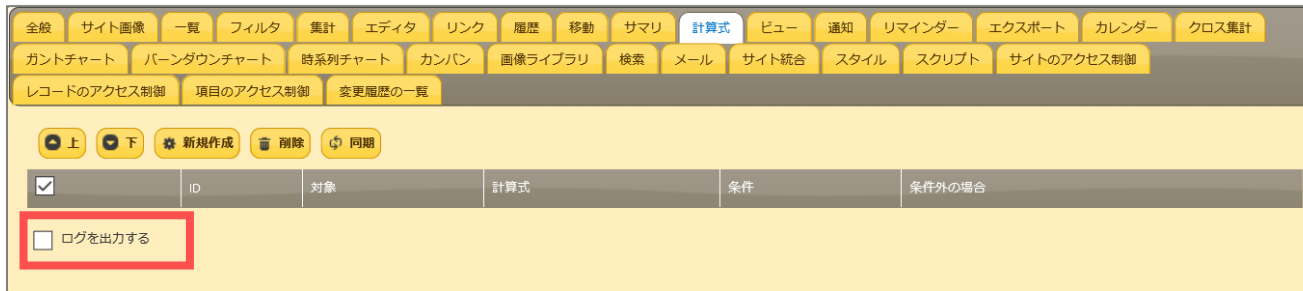 全般 サイト画像 一覧 フィルタ 集計 エディタ リンク 履歴 移動 サマリ 計算式 ビュー 通知 リマインダー エクスポート カレンダー クロス集計
ガントチャート バーンダウンチャート 時系列チャート カンバン 画像ライブラリ 検索 メール サイト統合 スタイル スクリプト サイトのアクセス制御
レコードのアクセス制御 項目のアクセス制御 変更履歴の一覧
上 下 新規作成 削除 同期
ID 対象 計算式 条件 条件外の場合
ログを出力する